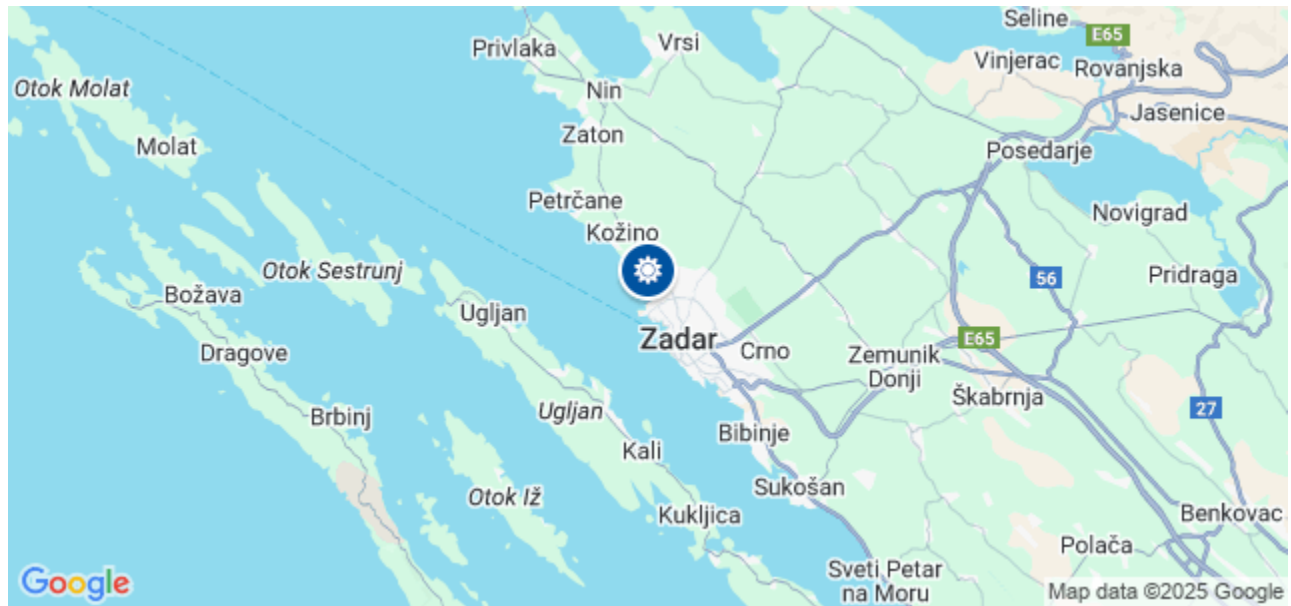 Seline
E65
Privlaka
Vrsi
Vinjerac
Rovanjska
Otok Molat
Nin
Jasenice
Zaton
Molat
Posedarje
Petrčane
Novigrad
Kožino
Otok Sestrunj
56
Pridraga
Božava
Ugljan
Zadar
E65
Dragove
Crno
Zemunik
Donji
Škabrnja
Brbinj
Ugljan
27
Bibinje
Kali
Sukošan
Otok Iž
Kukljica
Benkovac
Polača
Sveti Petar
na Moru
Google
Map data ©2025 Google